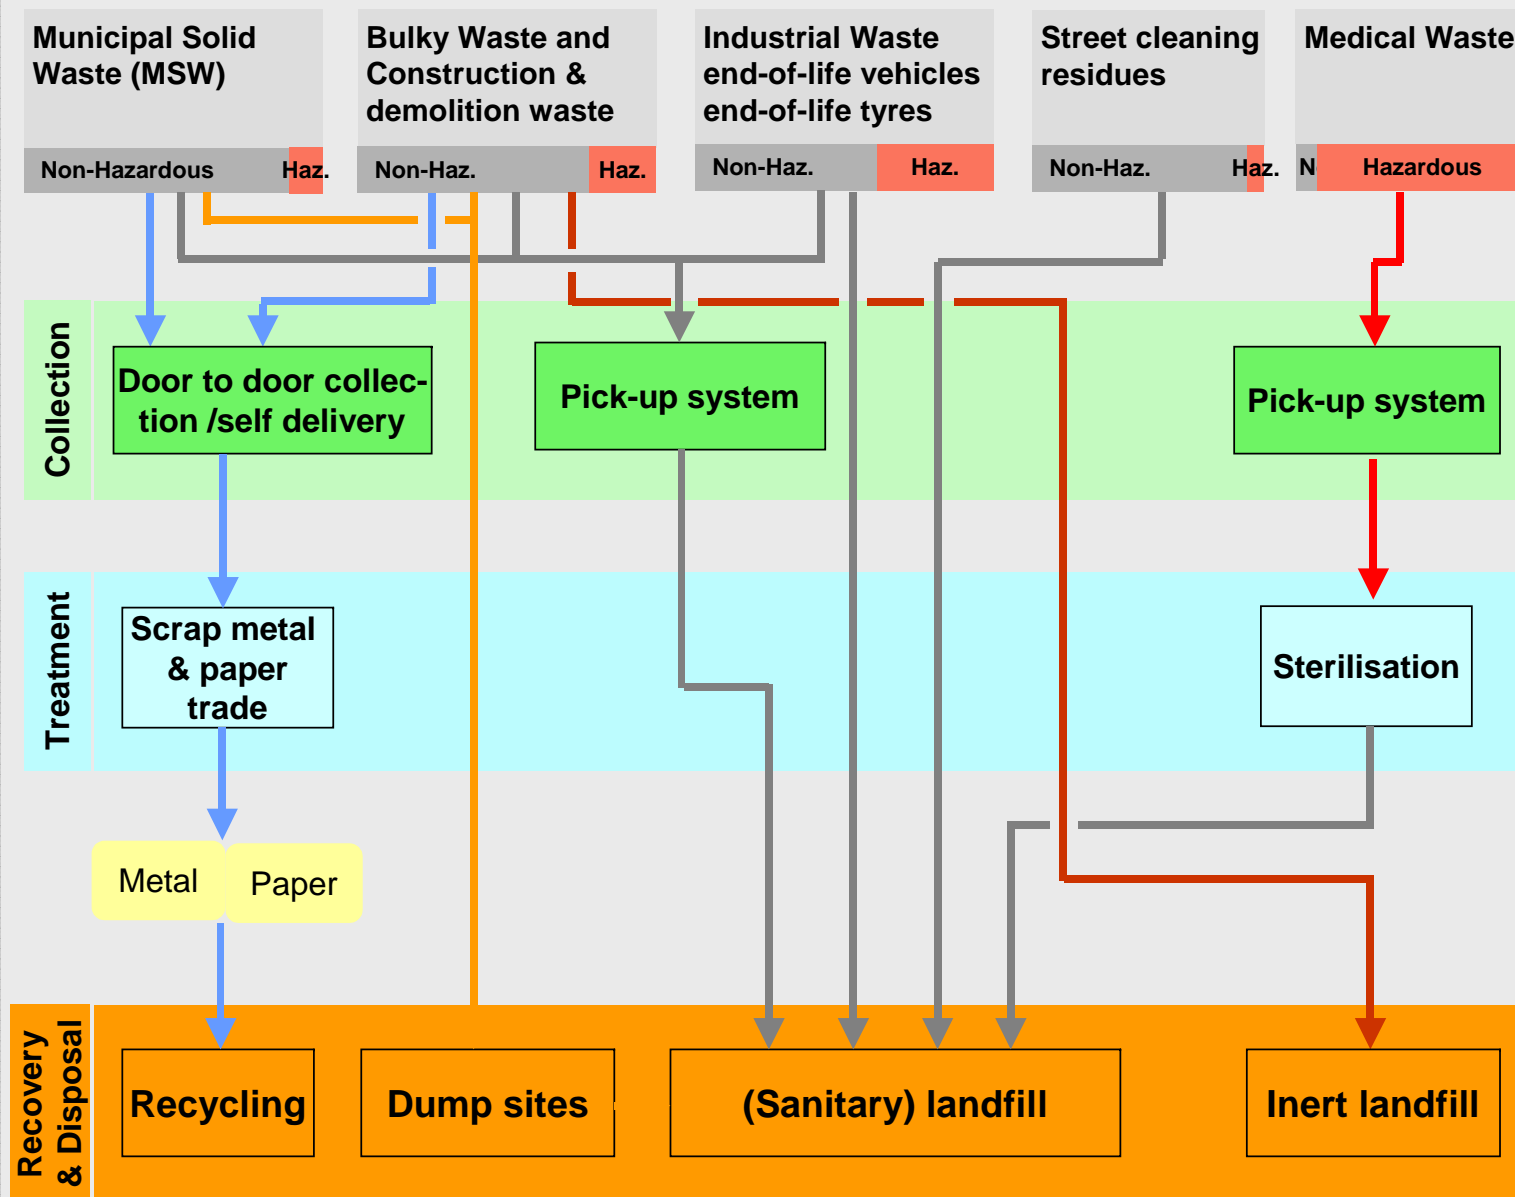 Municipal Solid
Waste (MSW)
Bulky Waste and
Construction &
demolition waste
Industrial Waste
end-of-life vehicles
end-of-life tyres
Street cleaning
residues
Medical Waste
Non-Hazardous
Haz.
Non-Haz.
Haz.
Non-Haz.
Haz.
Non-Haz.
Haz.
N
Hazardous
Collection
Door to door collec-
tion /self delivery
Pick-up system
Pick-up system
Treatment
Scrap metal
& paper
trade
Sterilisation
Metal
Paper
Recovery
& Disposal
Recycling
Dump sites
(Sanitary) landfill
Inert landfill